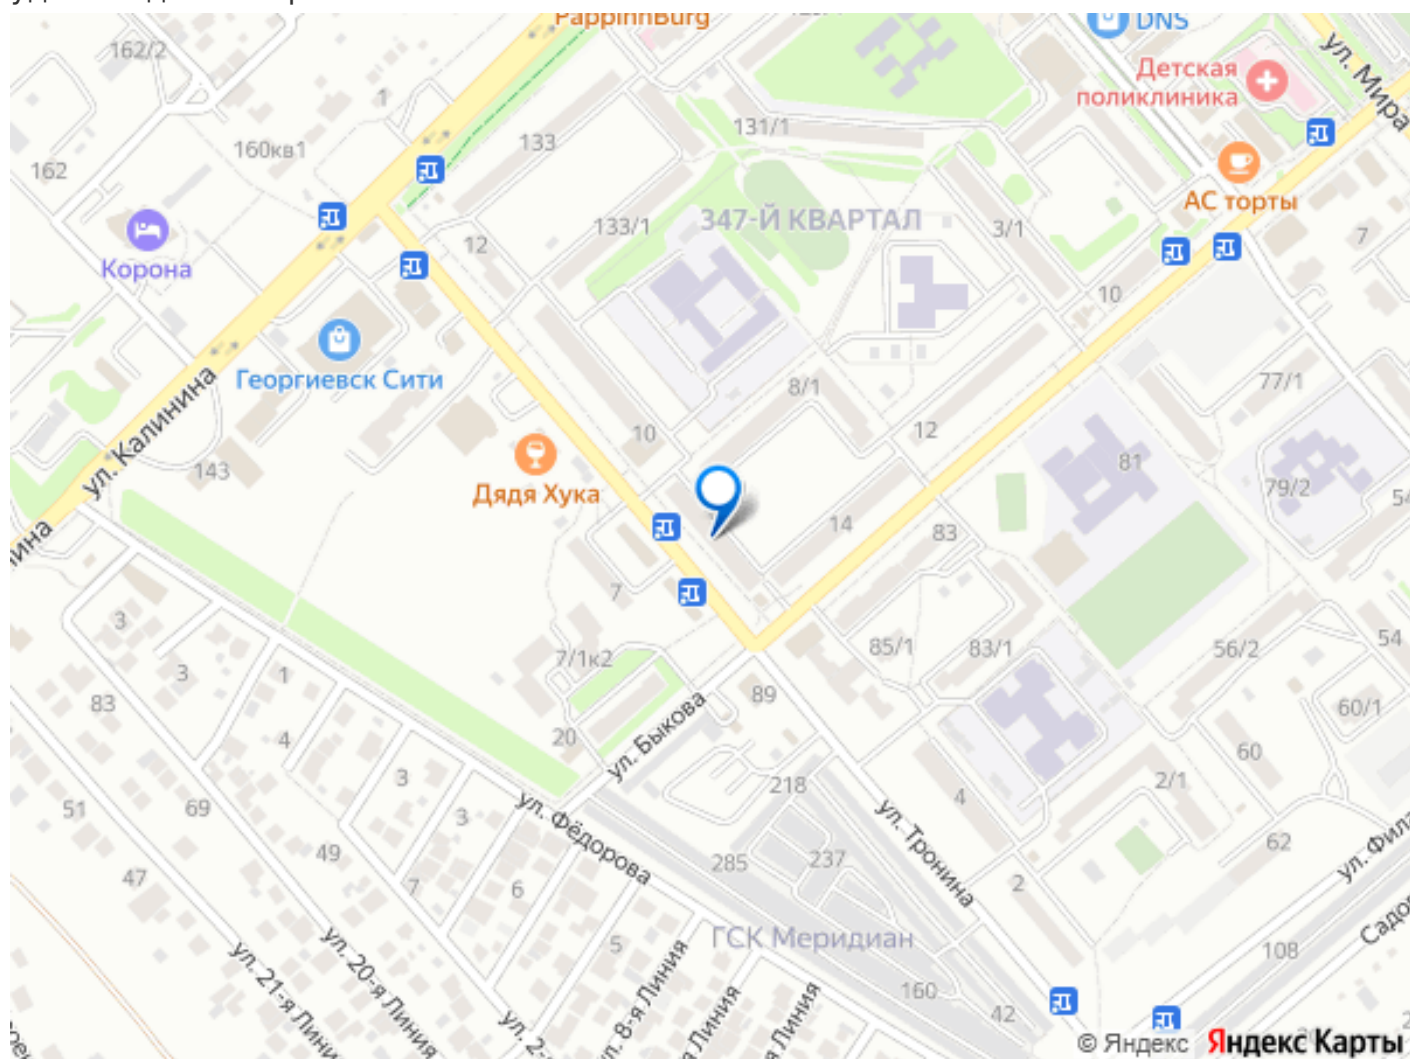 PappinnBurg
DNS
ул. Мира
162/2
Детская
поликлиника
1
133
131/1
160кв1
162
АС торты
Корона
12
133/1
347-Й КВАРТАЛ
3/1
7
10
Георгиевск Сити
ул. Калинина
8/1
77/1
10
12
143
81
79/2
Дядя Хука
14
83
7
3
85/1
83/1
56/2
54
7/1к2
3
1
89
83
60/1
ул. Быкова
20
4
60
3
218
4
2/1
51
69
3
ул. Фёдорова
ул. Тронина
62
49
285
237
47
7
6
2
5
ГСК Меридиан
108
ул. 21-я Лини
ул. 20-я Линия
8-я Линия
Линия
я Линия
160
42
© Яндекс
Яндекс Карты